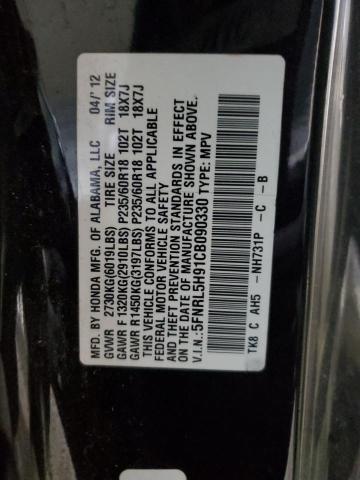 MFD. BY HONDA MFG. OF ALABAMA, LLC 04/'12
GVWR 2730KG(6019LBS) TIRE SIZE RIM SIZE
GAWR F 1320KG(2910LBS) P235/60R18 102T 18X7J
GAWR R 1450KG(3197LBS) P235/60R18 102T 18X7J
THIS VEHICLE CONFORMS TO ALL APPLICABLE
FEDERAL MOTOR VEHICLE SAFETY
AND THEFT PREVENTION STANDARDS IN EFFECT
ON THE DATE OF MANUFACTURE SHOWN ABOVE.
V.I.N.: 5FNRL5H91CB090330 TYPE: MPV
TK8 C AH5 -NH731P -C -B